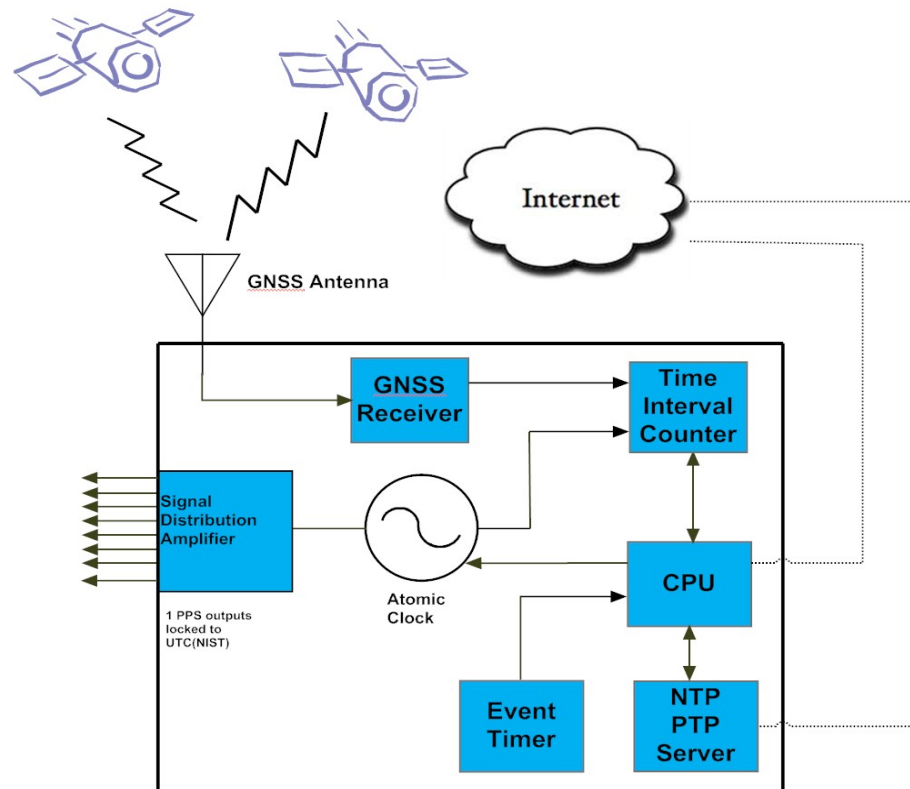 Internet
GNSS Antenna
GNSS
Receiver
Time
Interval
Counter
Signal
Distribution
Amplifier
Atomic
Clock
CPU
1 PPS outputs
locked to
UTC(NIST)
Event
Timer
NTP
PTP
Server